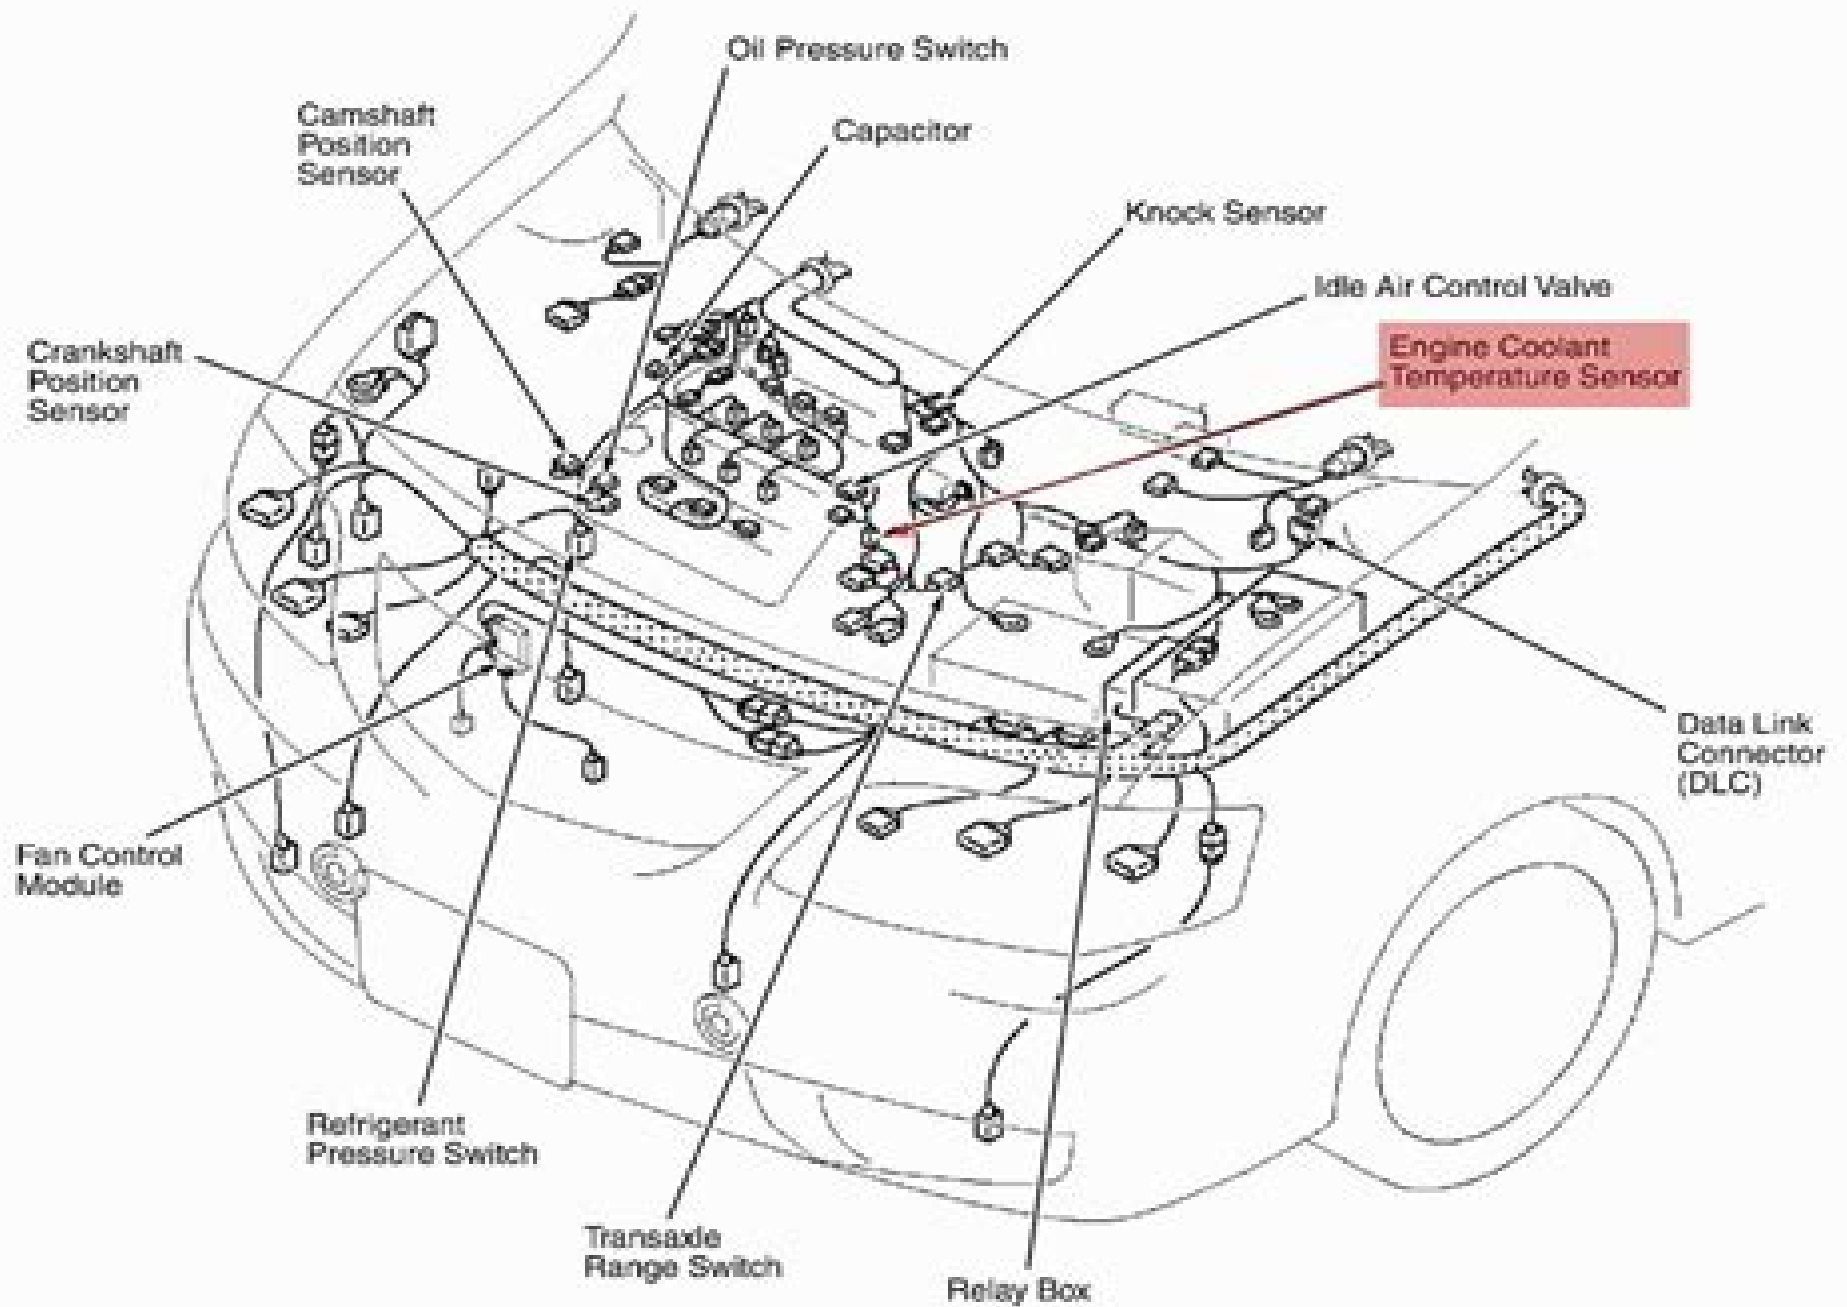 Oil Pressure Switch
Camshaft
Position
Sensor
Capacitor
Knock Sensor
Idle Air Control Valve
Engine Coolant
Temperature Sensor
Crankshaft
Position
Sensor
Data Link
Connector
(DLC)
Fan Control
Module
Refrigerant
Pressure Switch
Transaxle
Range Switch
Relay Box